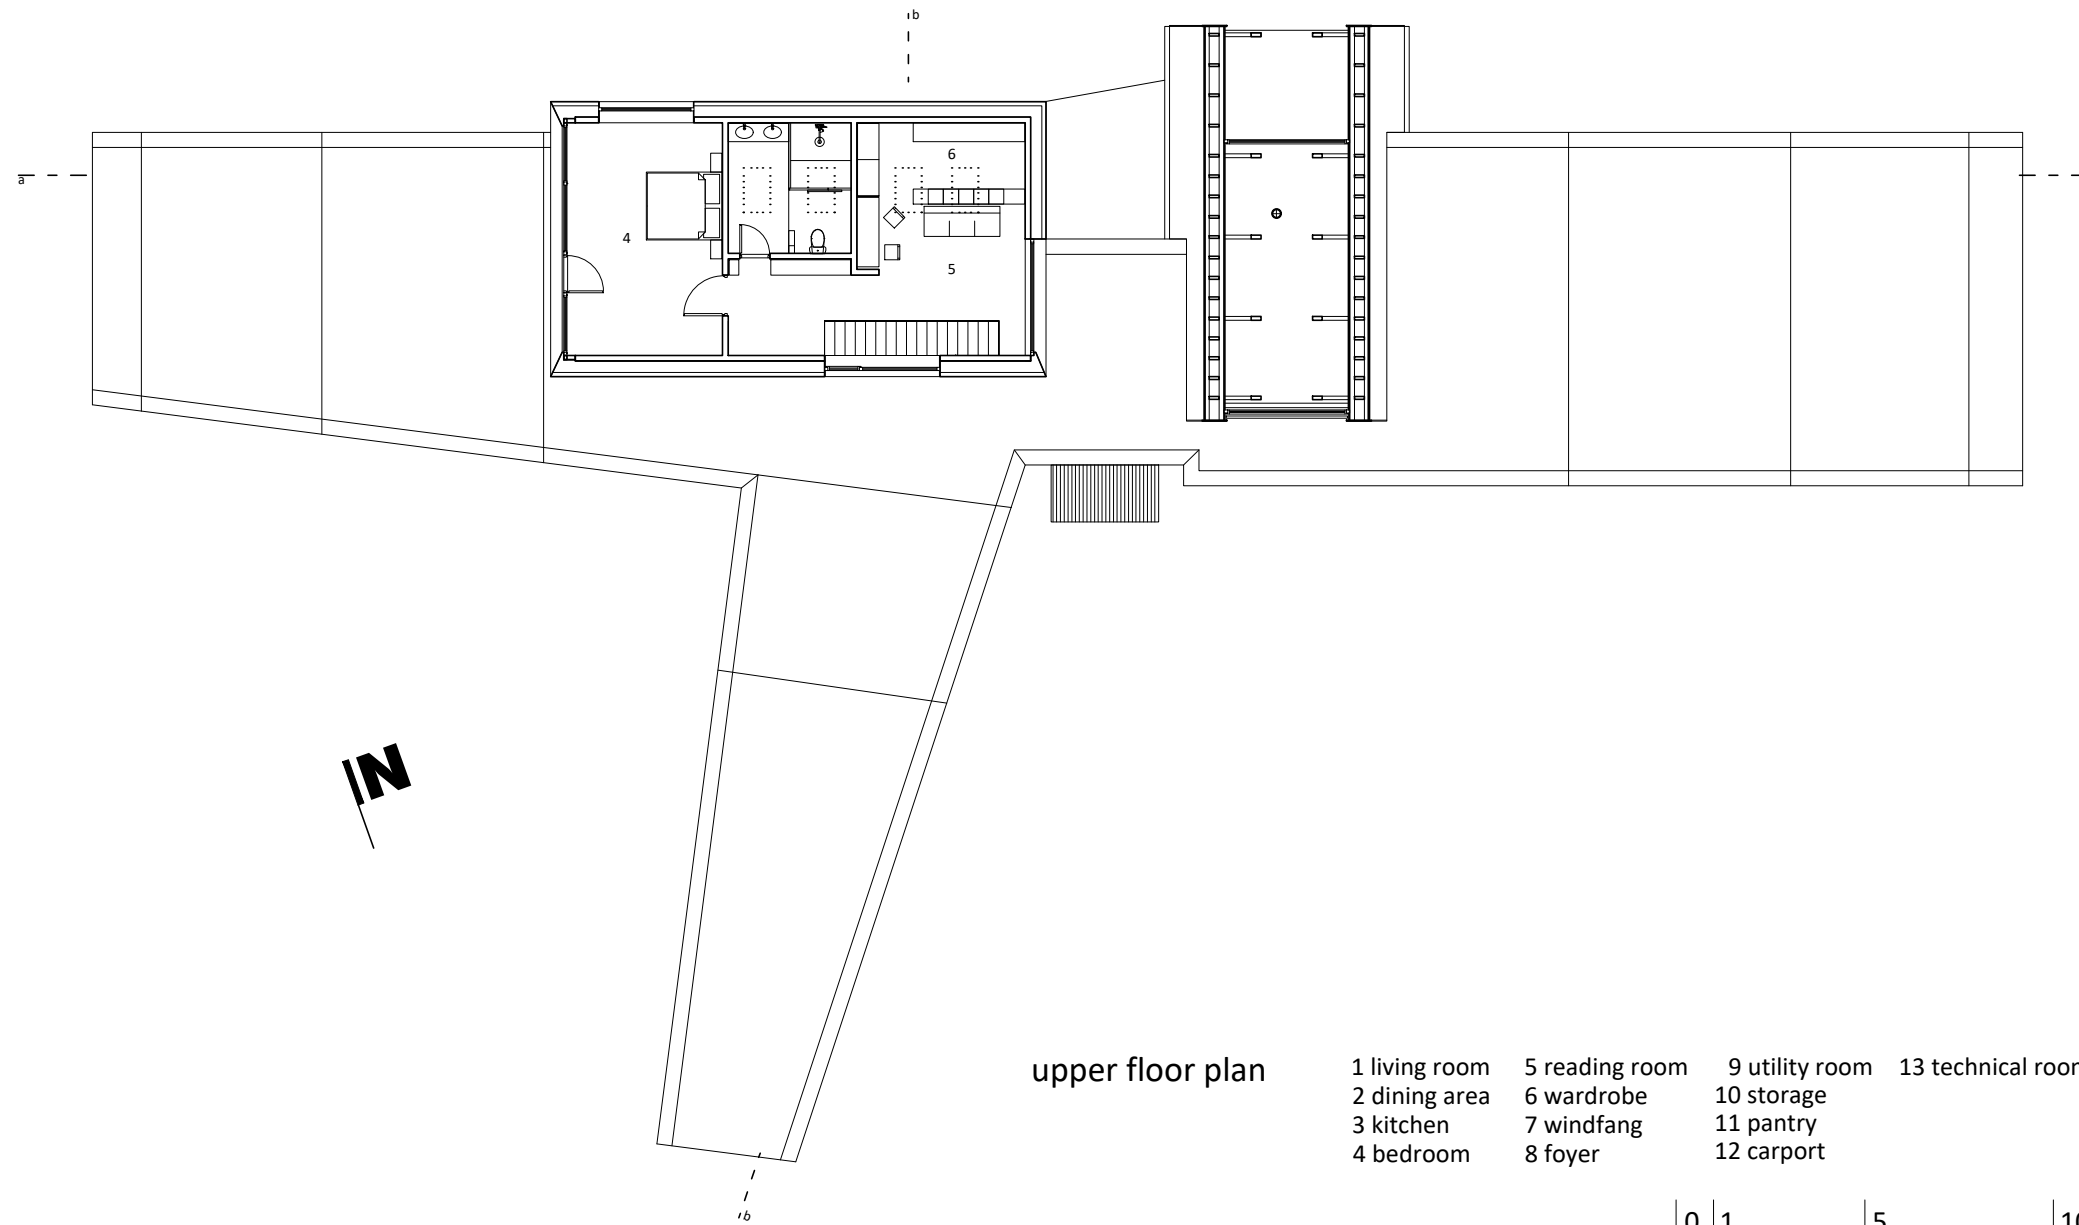 b
a
6
4
5
N
upper floor plan
1 living room
2 dining area
3 kitchen
4 bedroom
5 reading room
6 wardrobe
7 windfang
8 foyer
9 utility room
10 storage
11 pantry
12 carport
13 technical roor
b
0 1 5 10